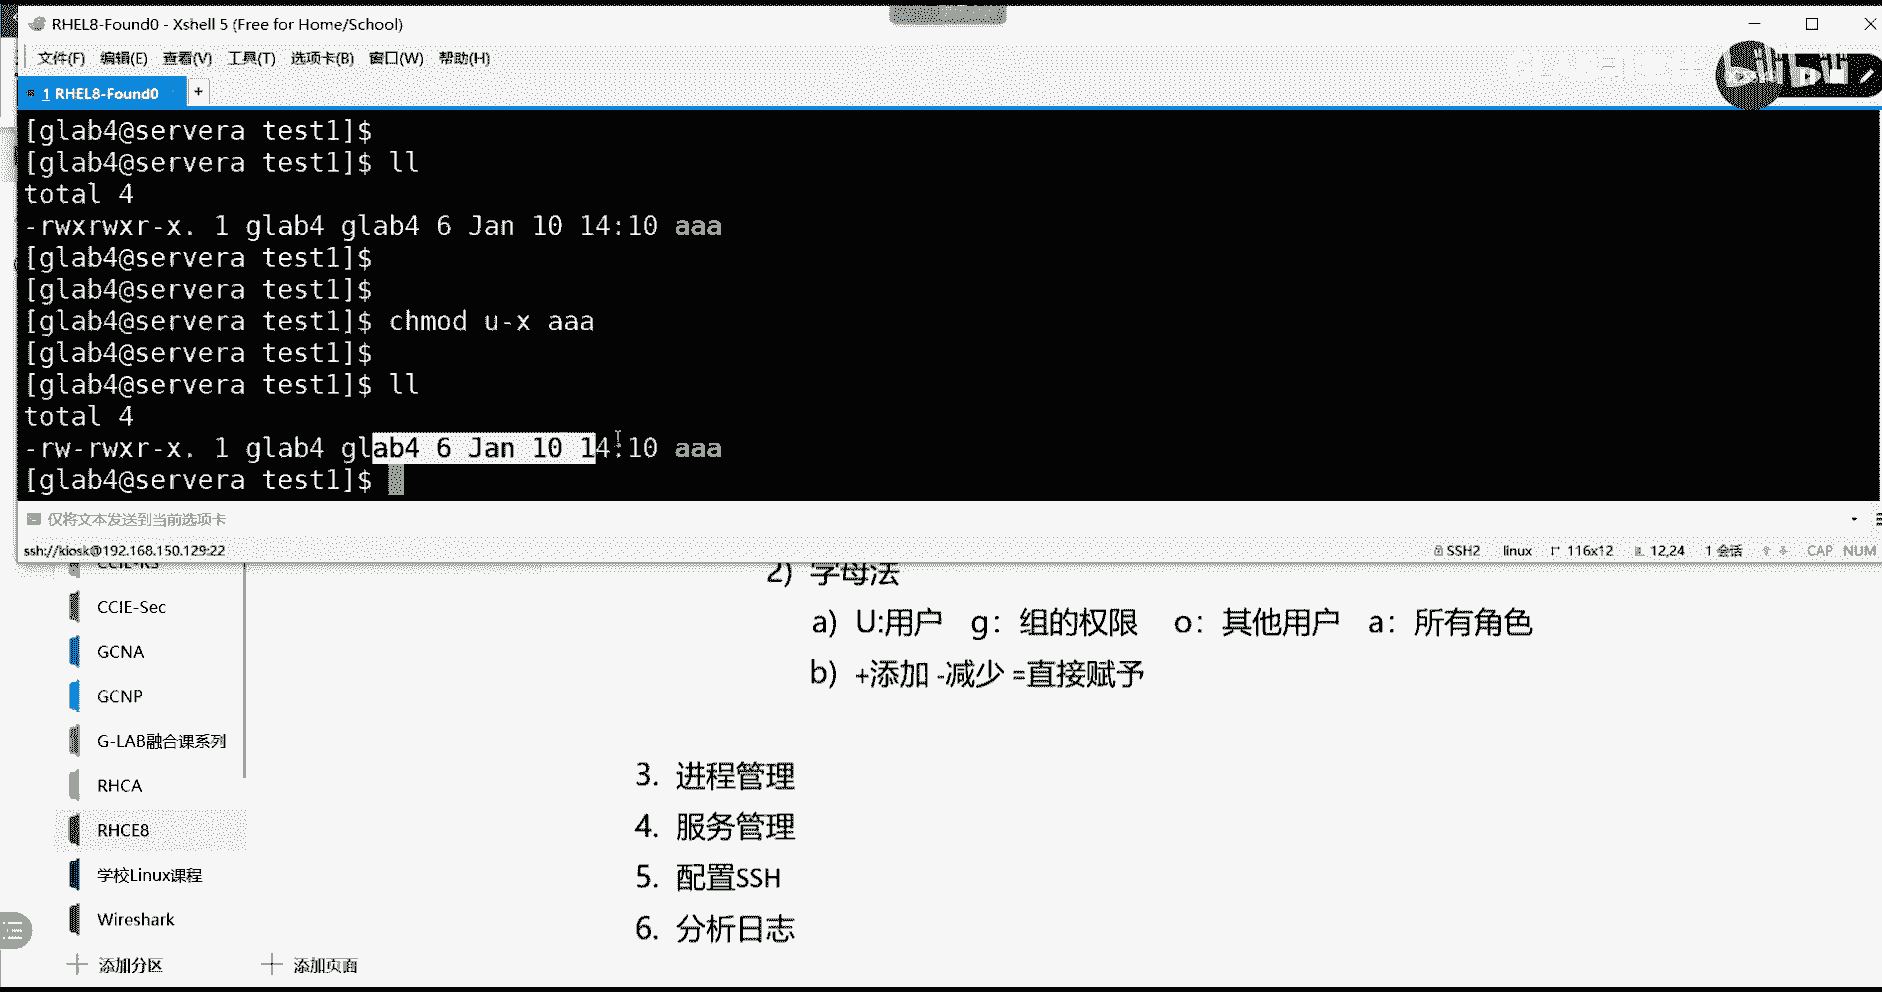 RHEL8-Found0 - Xshell 5 (Free for Home/School)
文件(F) 编辑(E) 查看(V) 工具(T) 选项卡(B) 窗口(W) 帮助(H)
1 RHEL8-Found0 +
[glab4@servera test1]$
[glab4@servera test1]$ ll
total 4
-rwxrwxr-x. 1 glab4 glab4 6 Jan 10 14:10 aaa
[glab4@servera test1]$
[glab4@servera test1]$
[glab4@servera test1]$ chmod u-x aaa
[glab4@servera test1]$
[glab4@servera test1]$ ll
total 4
-rw-rwxr-x. 1 glab4 glab4 6 Jan 10 14:10 aaa
[glab4@servera test1]$
仅将文本发送到当前选项卡
ssh://kiosk@192.168.150.129:22 SSH2 linux 116x12 12,24 1 会话 CAP NUM
CCIE-RS
CCIE-Sec
GCNA
GCNP
G-LAB融合课系列
RHCA
RHCE8
学校Linux课程
Wireshark
添加分区 添加页面
2) 字母法
a) U:用户 g: 组的权限 o: 其他用户 a: 所有角色
b) +添加 -减少 =直接赋予
3. 进程管理
4. 服务管理
5. 配置SSH
6. 分析日志